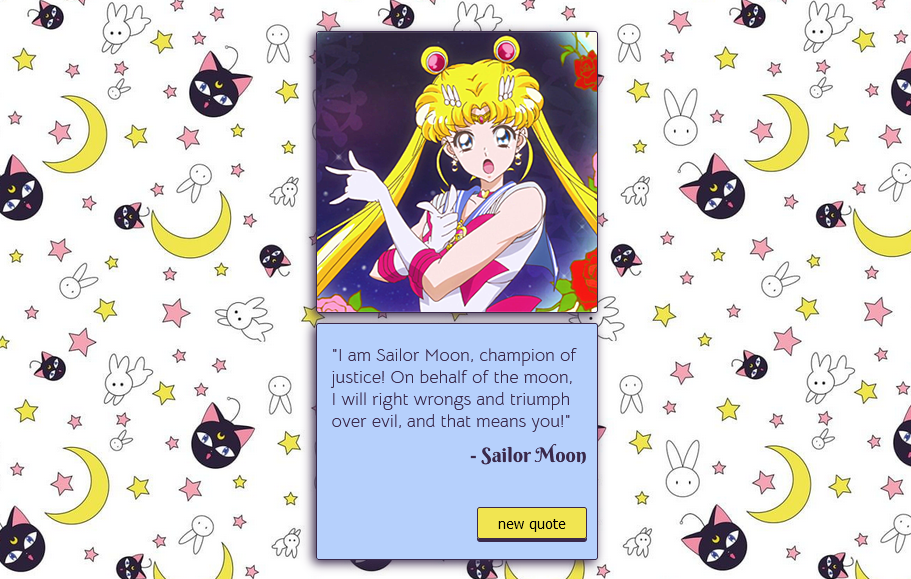 "I am Sailor Moon, champion of
justice! On behalf of the moon,
I will right wrongs and triumph
over evil, and that means you!"
- Sailor Moon
new quote